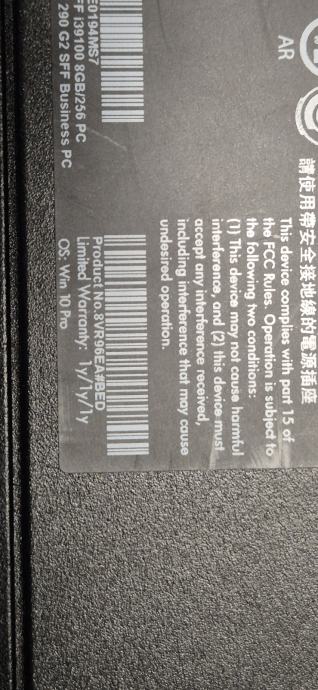 AR
請使用帶安全接地線的電源插座
This device complies with part 15 of
the FCC Rules. Operation is subject to
the following two conditions:
(1) This device may not cause harmful
interference, and (2) this device must
accept any interference received,
including interference that may cause
undesired operation.
E0194MS7
FF i39100 8GB/256 PC
290 G2 SFF Business PC
Product No.8VR96EA#BED
Limited Warranty: 1y/1y/1y
OS: Win 10 Pro